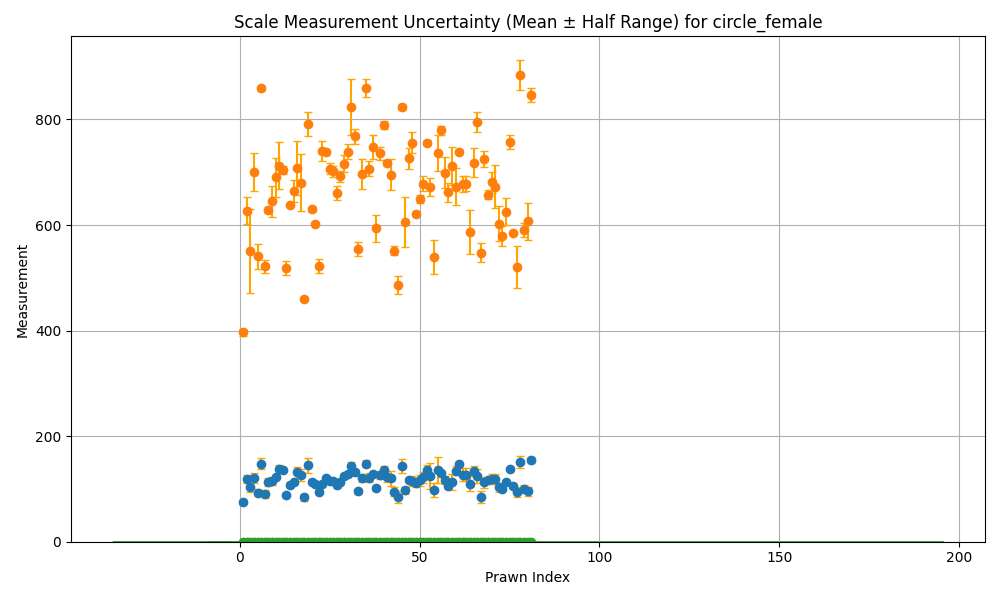 Scale Measurement Uncertainty (Mean ± Half Range) for circle_female
Measurement
800
600
400
200
0
0 50 100 150 200
Prawn Index